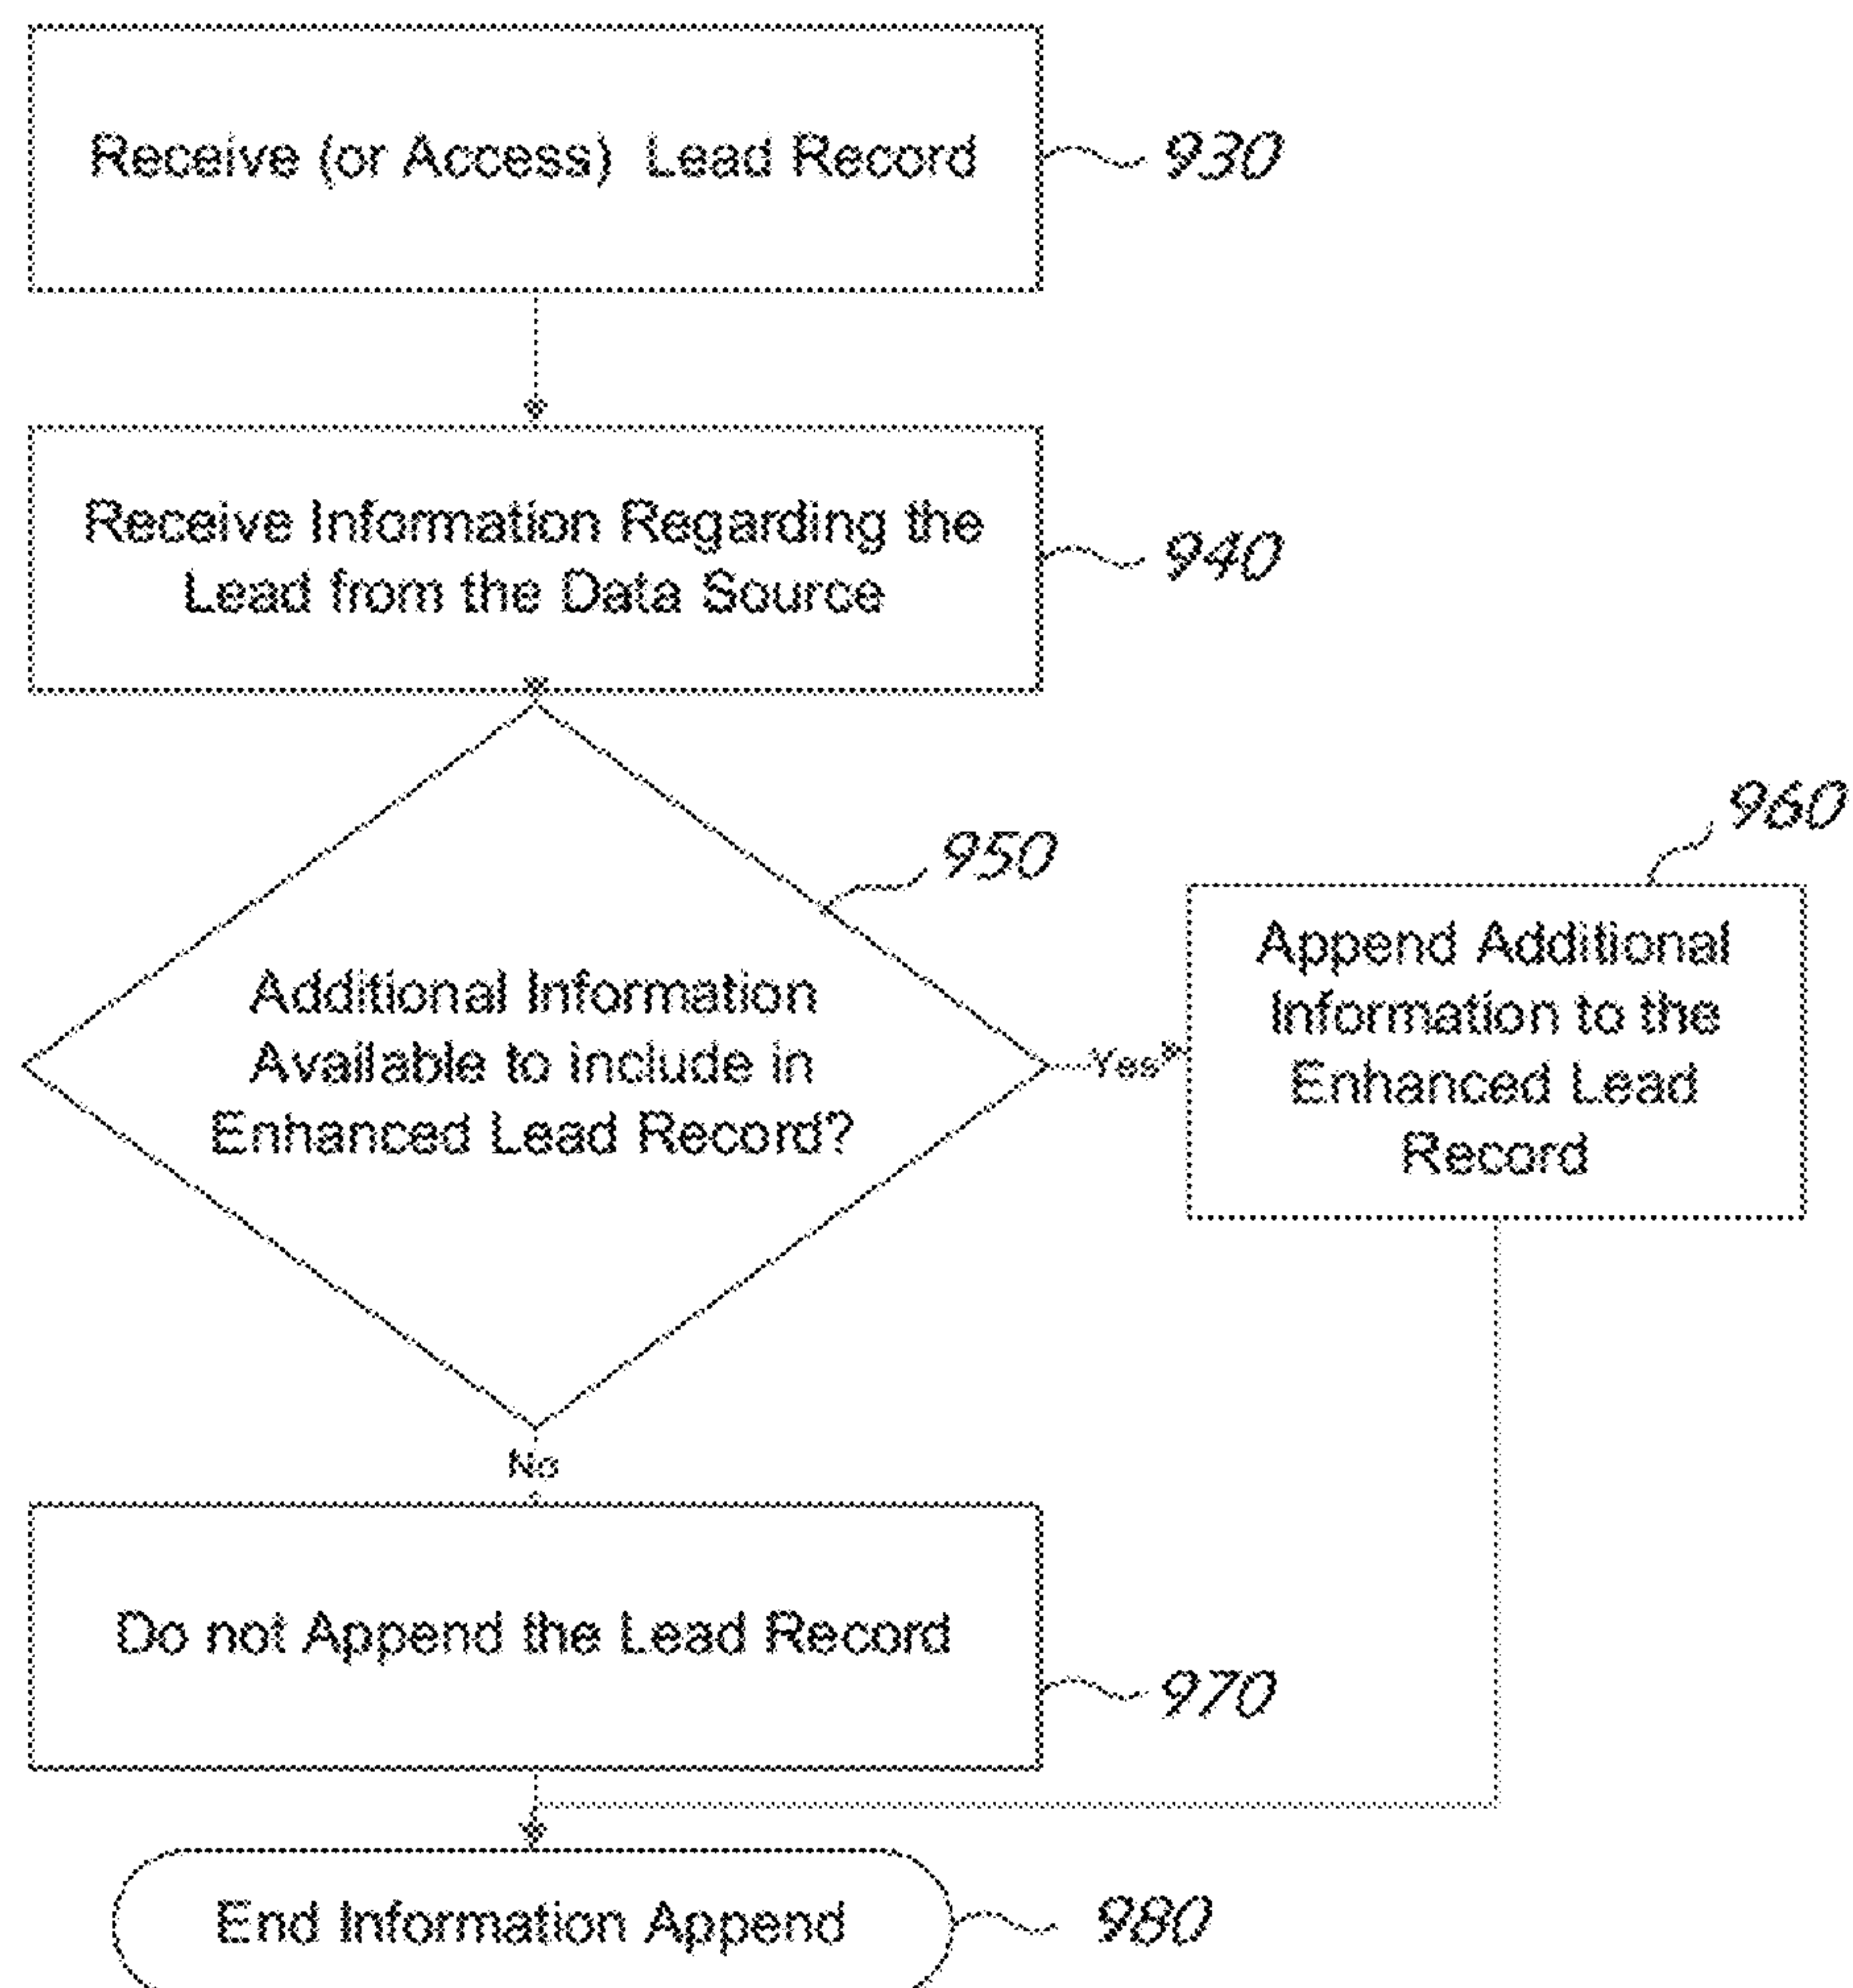 Receive (or Access) Lead Record
930
Receive Information Regarding the
Lead from the Data Source
940
950
960
Additional Information
Available to include in
Enhanced Lead Record?
Yes
Append Additional
Information to the
Enhanced Lead
Record
No
Do not Append the Lead Record
970
End Information Append
980